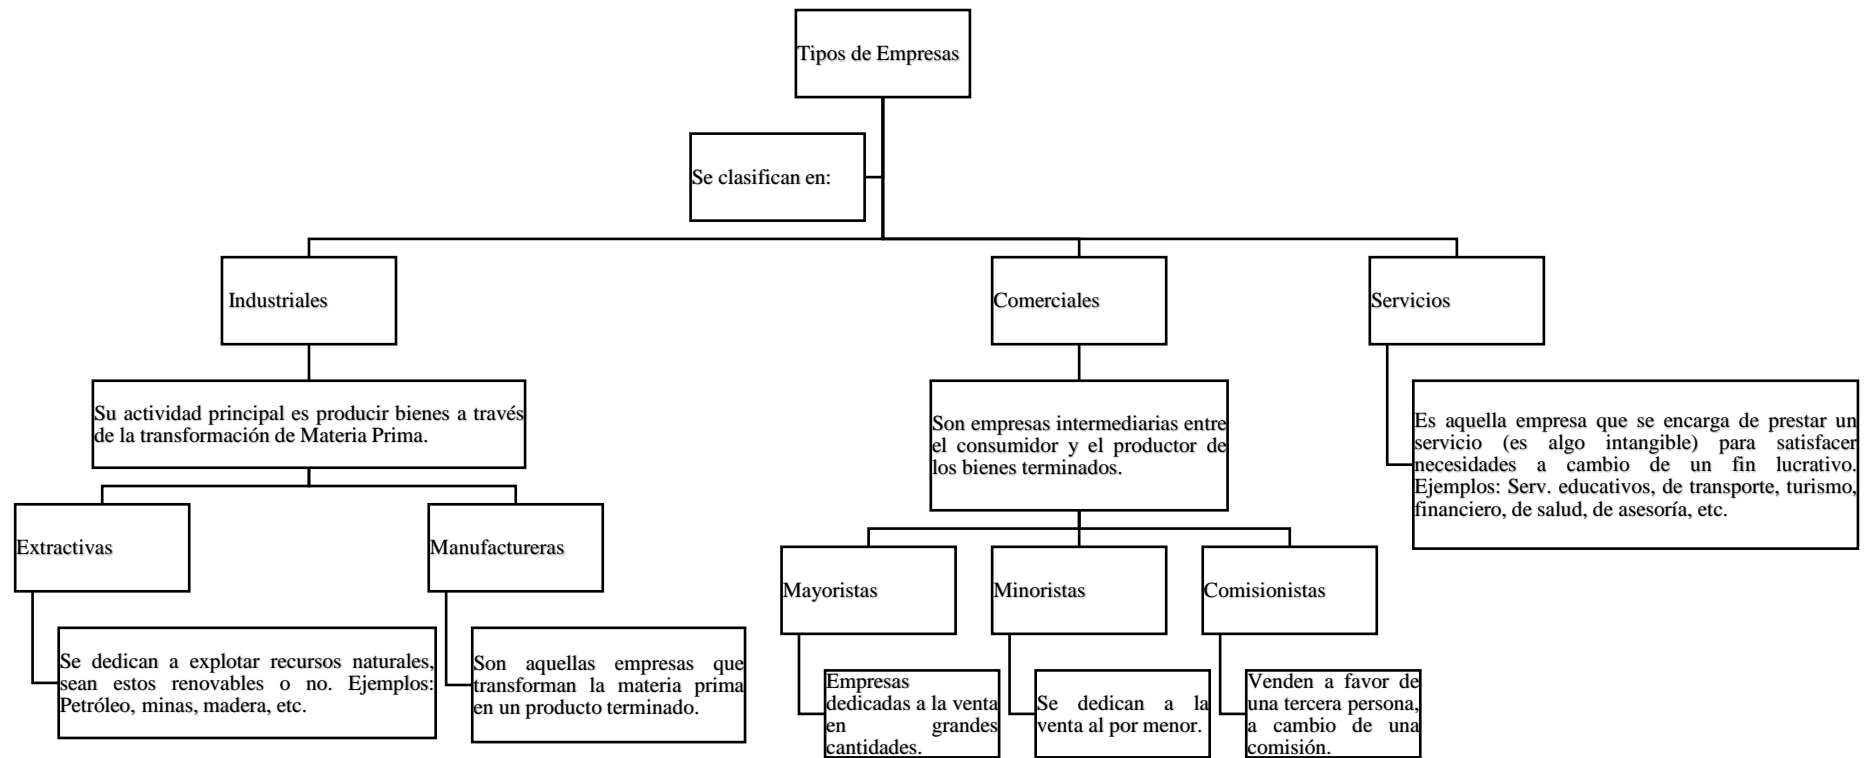 Tipos de Empresas
Se clasifican en:
Industriales
Comerciales
Servicios
Su actividad principal es producir bienes a través
de la transformación de Materia Prima.
Son empresas intermediarias entre
el consumidor y el productor de
los bienes terminados.
Es aquella empresa que se encarga de prestar un
servicio (es algo intangible) para satisfacer
necesidades a cambio de un fin lucrativo.
Ejemplos: Serv. educativos, de transporte, turismo,
financiero, de salud, de asesoría, etc.
Extractivas
Manufactureras
Mayoristas
Minoristas
Comisionistas
Se dedican a explotar recursos naturales,
sean estos renovables o no. Ejemplos:
Petróleo, minas, madera, etc.
Son aquellas empresas que
transforman la materia prima
en un producto terminado.
Empresas
dedicadas a la venta
en grandes
cantidades.
Se dedican a la
venta al por menor.
Venden a favor de
una tercera persona,
a cambio de una
comisión.